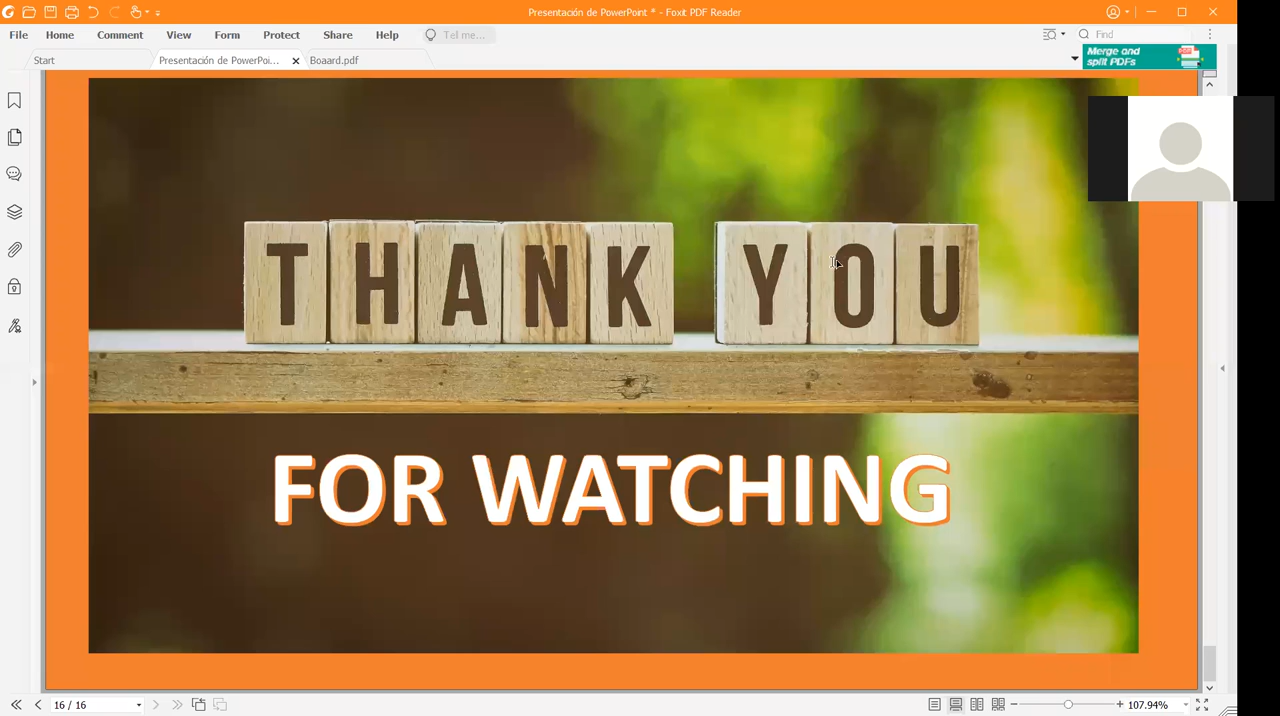 Presentación de PowerPoint * - Foxit PDF Reader
File Home Comment View Form Protect Share Help Tell me... Find
Start Presentación de PowerPoi... Boaard.pdf Merge and
split PDFs
THANK YOU
FOR WATCHING
16 / 16 107.94%